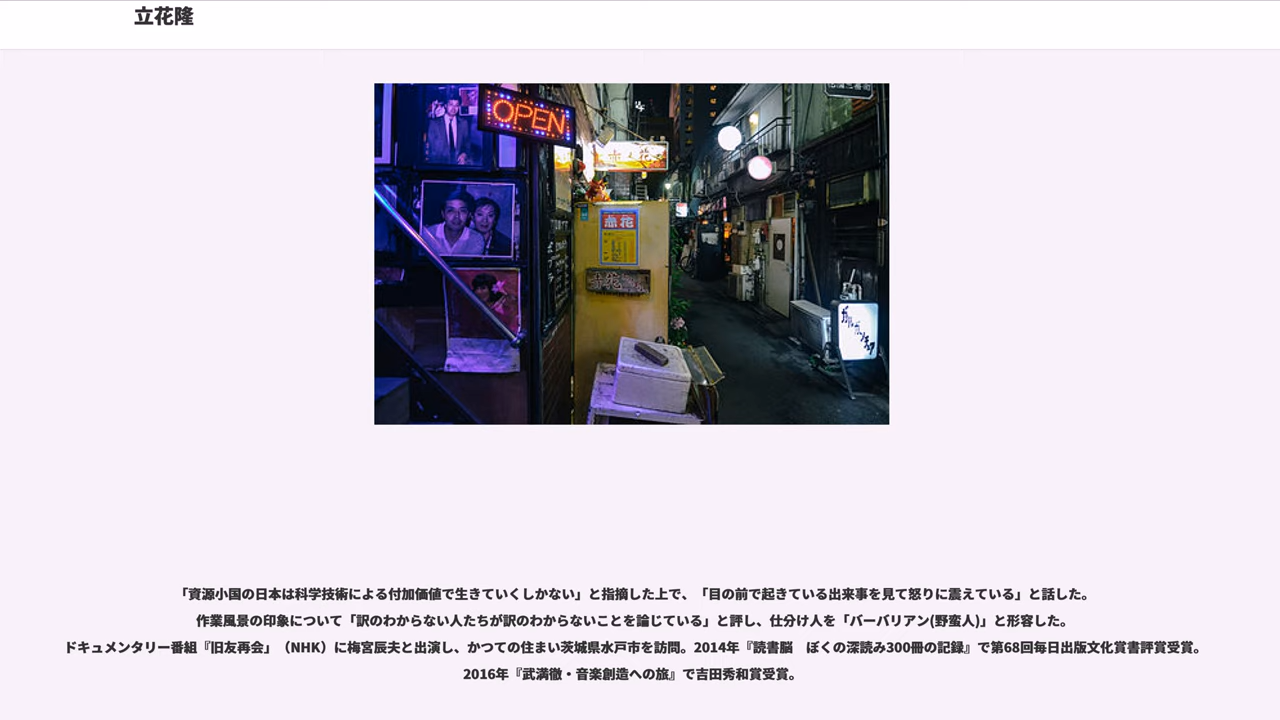 立花隆
OPEN
赤花
「資源小国の日本は科学技術による付加価値で生きていくしかない」と指摘した上で、「目の前で起きている出来事を見て怒りに震えている」と話した。
作業風景の印象について「訳のわからない人たちが訳のわからないことを論じている」と評し、仕分け人を「バーバリアン(野蛮人)」と形容した。
ドキュメンタリー番組『旧友再会」（NHK）に梅宮辰夫と出演し、かつての住まい茨城県水戸市を訪問。2014年『読書脳　ぼくの深読み300冊の記録』で第68回毎日出版文化賞書評賞受賞。
2016年『武満徹・音楽創造への旅』で吉田秀和賞受賞。